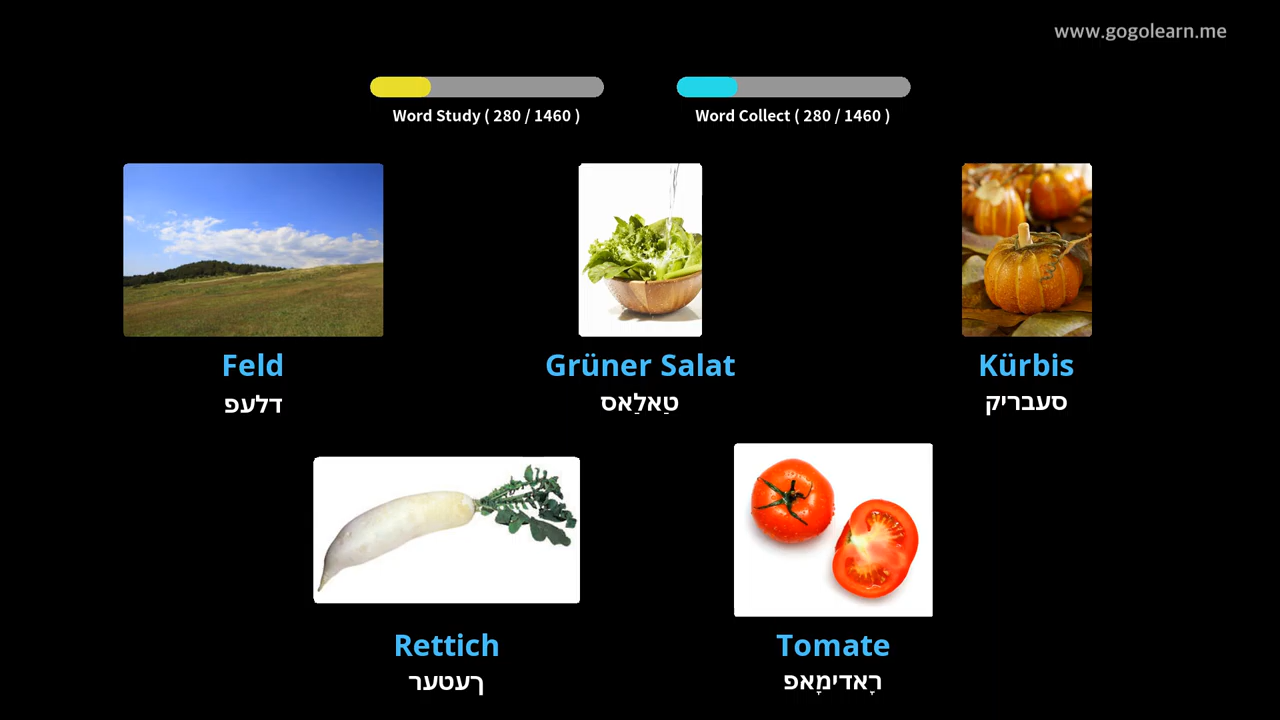 www.gogolearn.me
Word Study ( 280 / 1460 )
Word Collect ( 280 / 1460 )
Feld
דלעפ
Grüner Salat
טַאלַאס
Kürbis
סעבריק
Rettich
ךעטער
Tomate
רָאדימָאפ